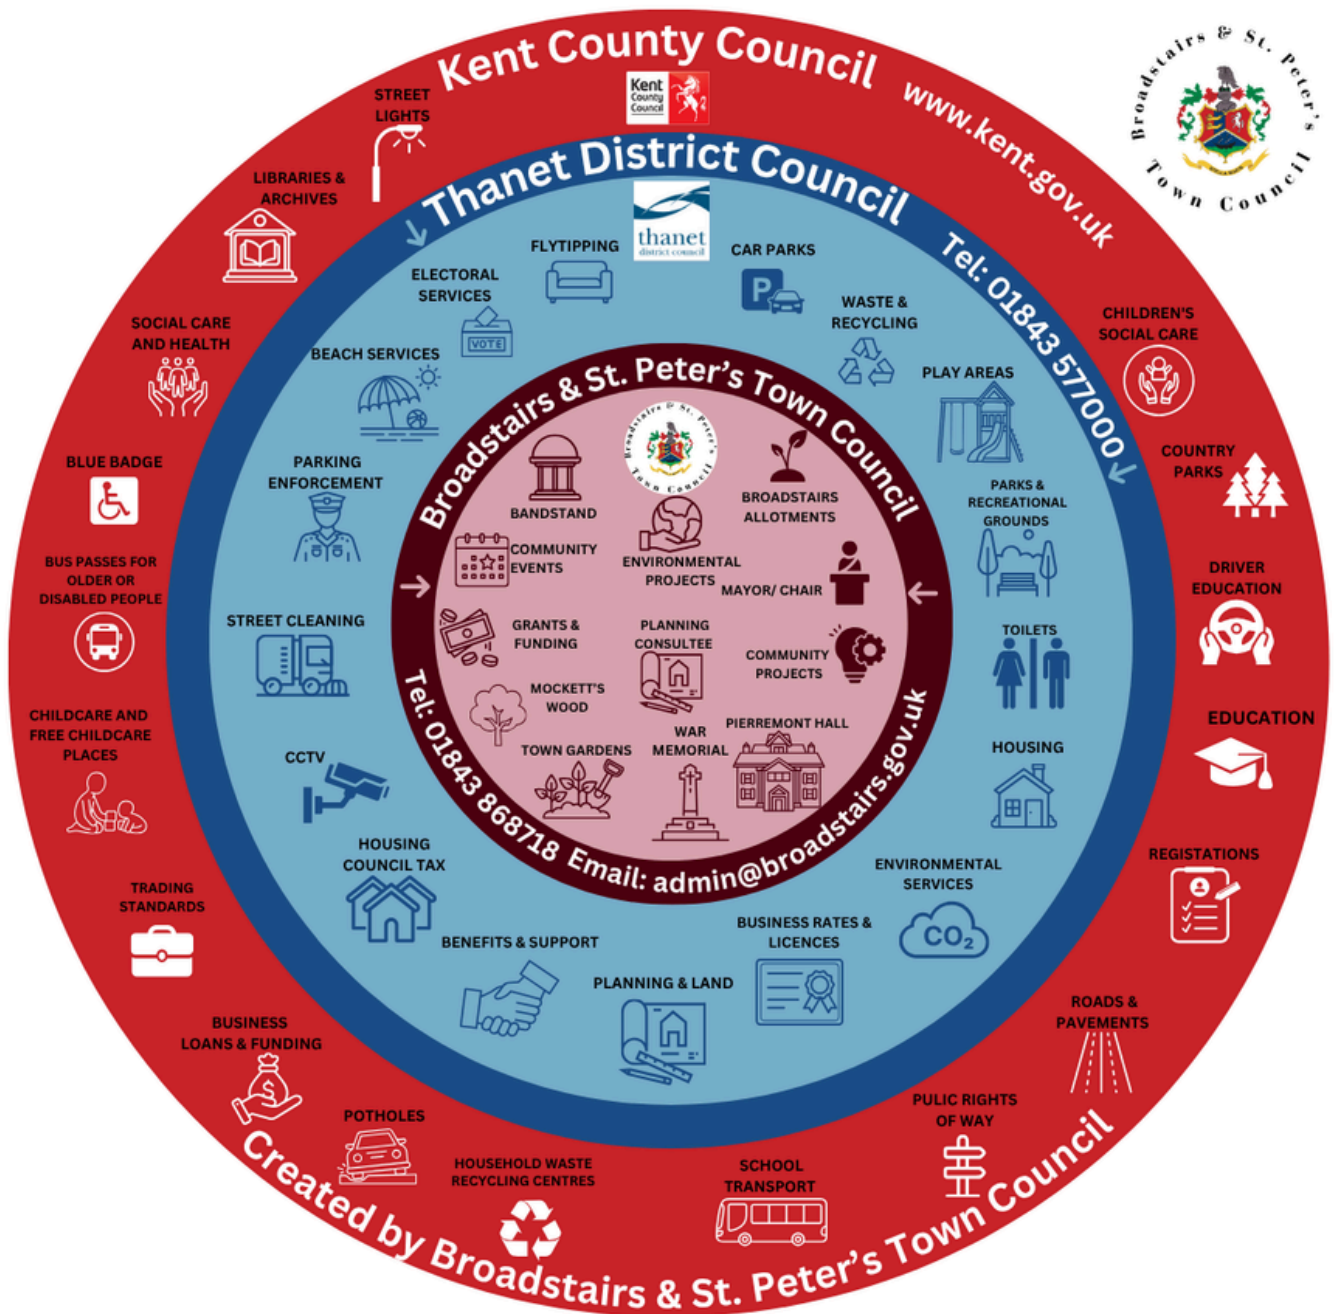 Kent County Council
www.kent.gov.uk
Kent
County
Council
Broadstairs & St. Peter's
Town Council
STREET
LIGHTS
LIBRARIES &
ARCHIVES
SOCIAL CARE
AND HEALTH
BLUE BADGE
BUS PASSES FOR
OLDER OR
DISABLED PEOPLE
CHILDCARE AND
FREE CHILDCARE
PLACES
TRADING
STANDARDS
BUSINESS
LOANS & FUNDING
$
POTHOLES
HOUSEHOLD WASTE
RECYCLING CENTRES
SCHOOL
TRANSPORT
PULIC RIGHTS
OF WAY
ROADS &
PAVEMENTS
REGISTATIONS
EDUCATION
DRIVER
EDUCATION
COUNTRY
PARKS
CHILDREN'S
SOCIAL CARE
Created by Broadstairs & St. Peter's Town Council
Thanet District Council
Tel: 01843 577000
thanet
district council
FLYTIPPING
CAR PARKS
P
ELECTORAL
SERVICES
VOTE
WASTE &
RECYCLING
BEACH SERVICES
PLAY AREAS
PARKING
ENFORCEMENT
PARKS &
RECREATIONAL
GROUNDS
STREET CLEANING
TOILETS
CCTV
HOUSING
HOUSING
COUNCIL TAX
ENVIRONMENTAL
SERVICES
CO2
BENEFITS & SUPPORT
BUSINESS RATES &
LICENCES
PLANNING & LAND
Broadstairs & St. Peter's Town Council
Tel: 01843 868718 Email: admin@broadstairs.gov.uk
Broadstairs & St. Peter's
Town Council
BANDSTAND
BROADSTAIRS
ALLOTMENTS
COMMUNITY
EVENTS
ENVIRONMENTAL
PROJECTS
MAYOR/ CHAIR
GRANTS &
FUNDING
PLANNING
CONSULTEE
COMMUNITY
PROJECTS
MOCKETT'S
WOOD
TOWN GARDENS
WAR
MEMORIAL
PIERREMONT HALL